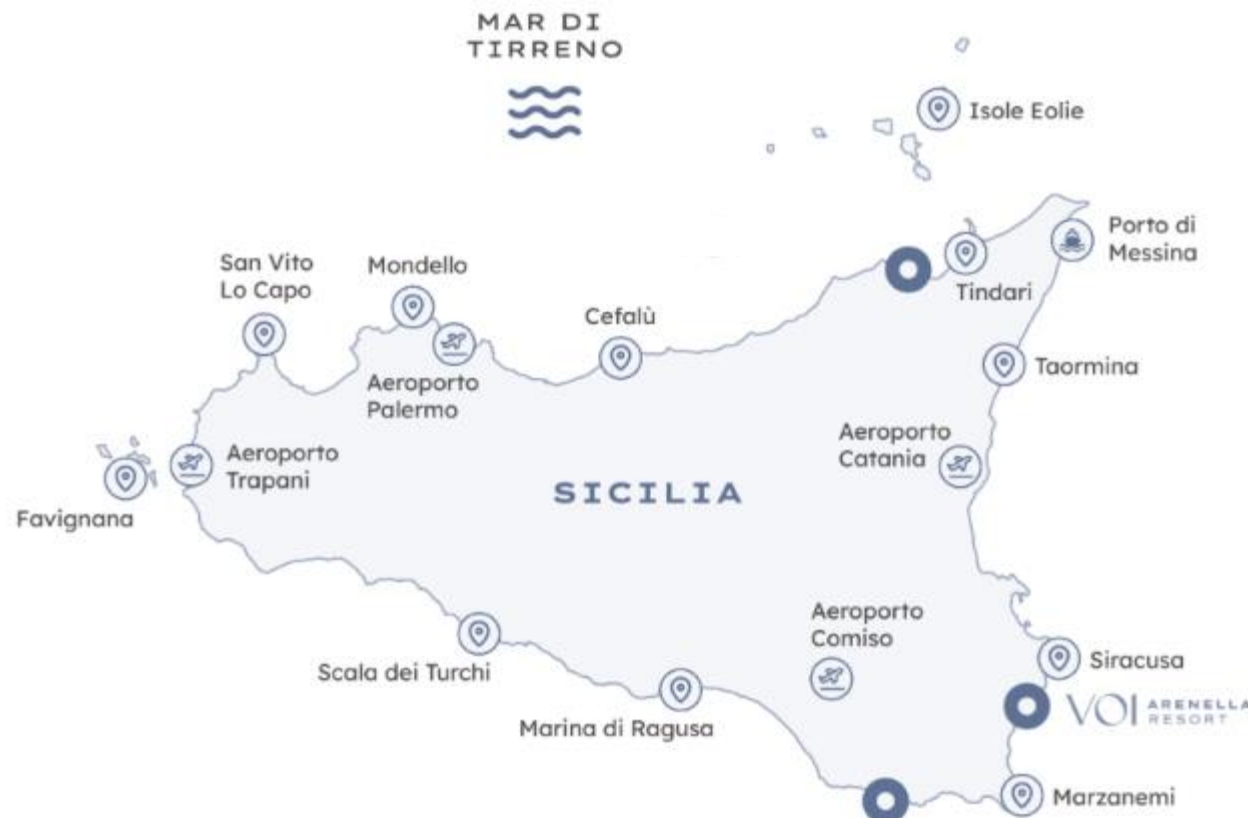 MAR DI
TIRRENO
Isole Eolie
Porto di
Messina
San Vito
Lo Capo
Mondello
Tindari
Cefalù
Taormina
Aeroporto
Palermo
Aeroporto
Catania
Aeroporto
Trapani
SICILIA
Favignana
Aeroporto
Comiso
Siracusa
Scala dei Turchi
VOI ARENELLA
RESORT
Marina di Ragusa
Marzanemi